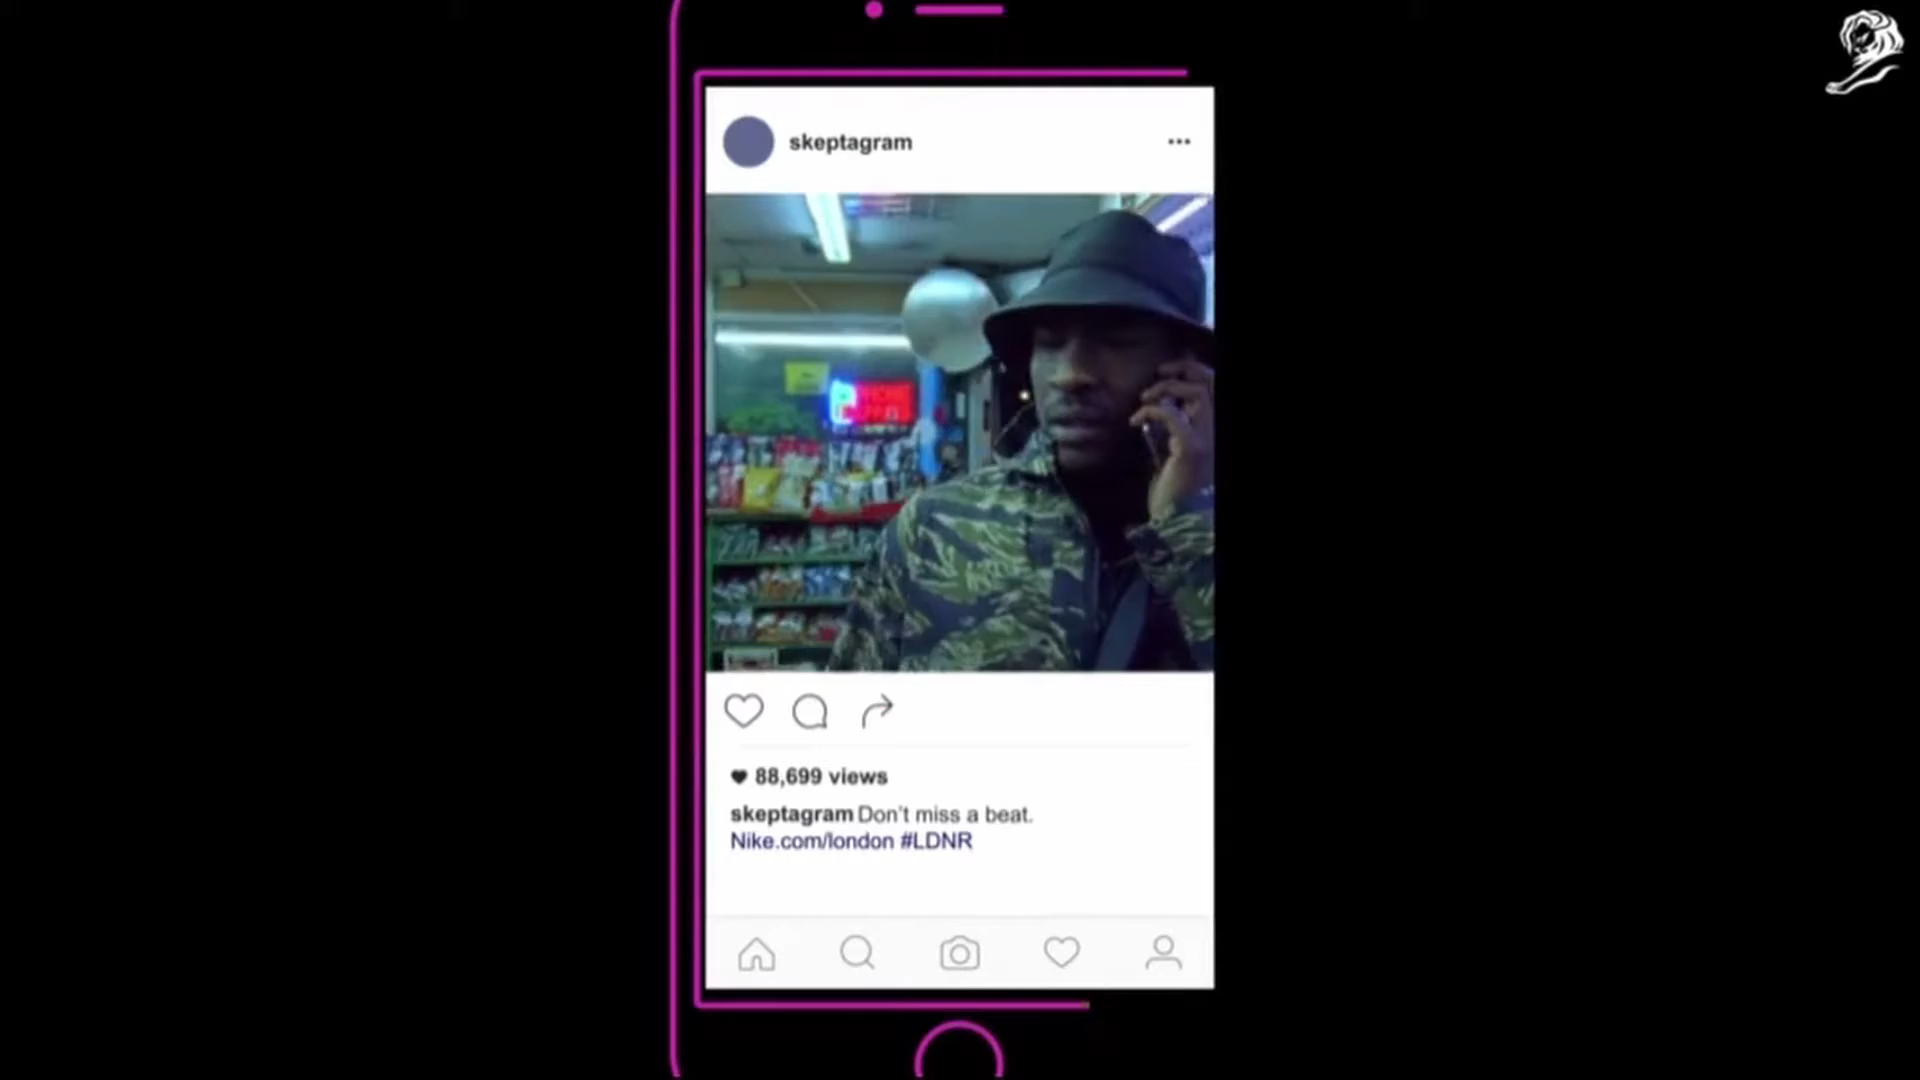 skeptagram
88,699 views
skeptagram Don't miss a beat.
Nike.com/london #LDNR